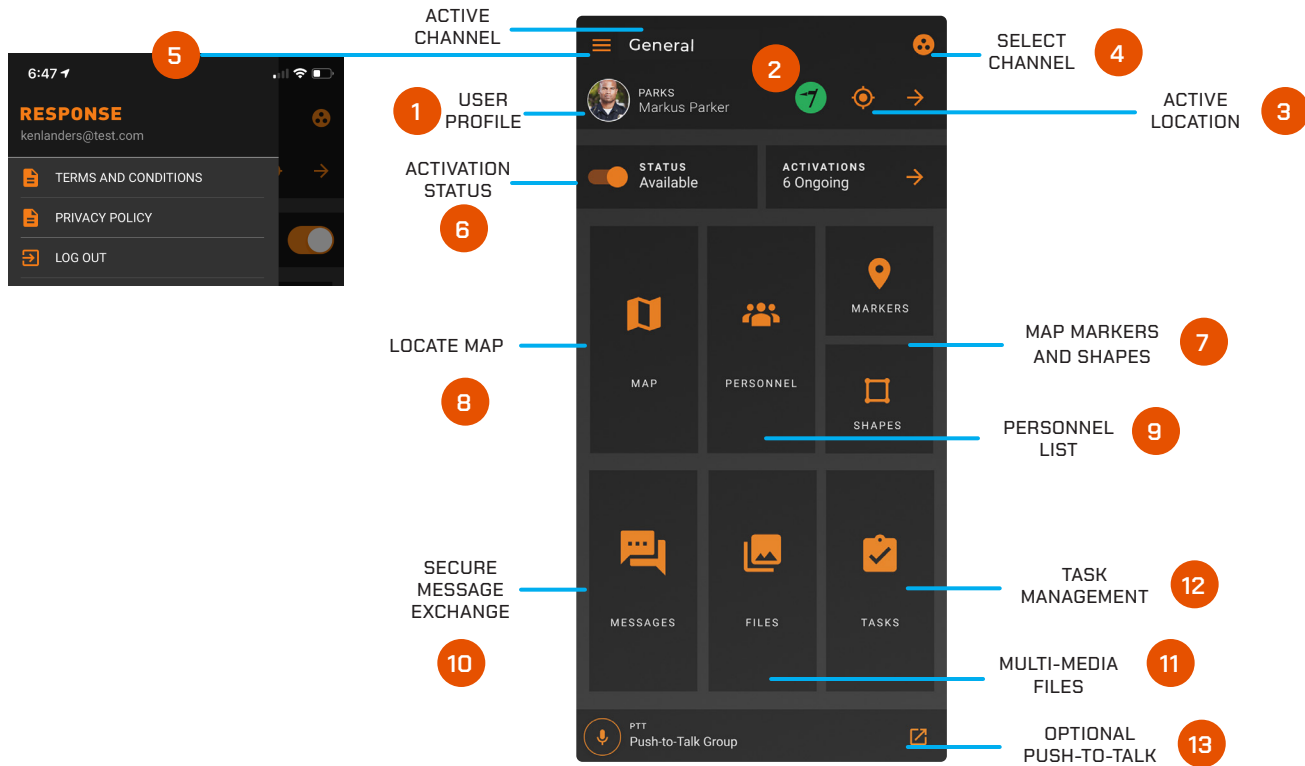 ACTIVE
CHANNEL
5
6:47
RESPONSE
kenlanders@test.com
TERMS AND CONDITIONS
PRIVACY POLICY
LOG OUT
1
USER
PROFILE
ACTIVATION
STATUS
6
LOCATE MAP
8
SECURE
MESSAGE
EXCHANGE
10
General
2
PARKS
Markus Parker
STATUS
Available
ACTIVATIONS
6 Ongoing
MAP
PERSONNEL
MARKERS
SHAPES
MESSAGES
FILES
TASKS
PTT
Push-to-Talk Group
SELECT
CHANNEL
4
ACTIVE
LOCATION
3
MAP MARKERS
AND SHAPES
7
PERSONNEL
LIST
9
TASK
MANAGEMENT
12
MULTI-MEDIA
FILES
11
OPTIONAL
PUSH-TO-TALK
13